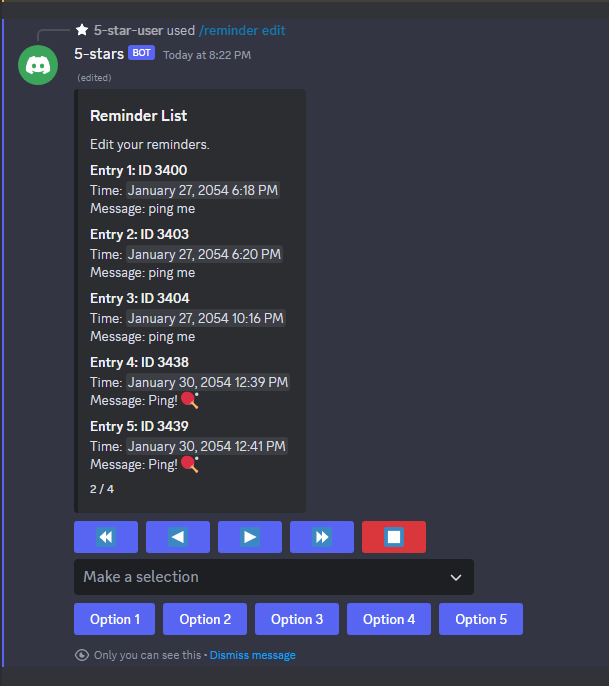 5-star-user used /reminder edit
5-stars BOT Today at 8:22 PM
(edited)
Reminder List
Edit your reminders.
Entry 1: ID 3400
Time: January 27, 2054 6:18 PM
Message: ping me
Entry 2: ID 3403
Time: January 27, 2054 6:20 PM
Message: ping me
Entry 3: ID 3404
Time: January 27, 2054 10:16 PM
Message: ping me
Entry 4: ID 3438
Time: January 30, 2054 12:39 PM
Message: Ping! 🏓
Entry 5: ID 3439
Time: January 30, 2054 12:41 PM
Message: Ping! 🏓
2 / 4
Make a selection
Option 1 Option 2 Option 3 Option 4 Option 5
Only you can see this • Dismiss message